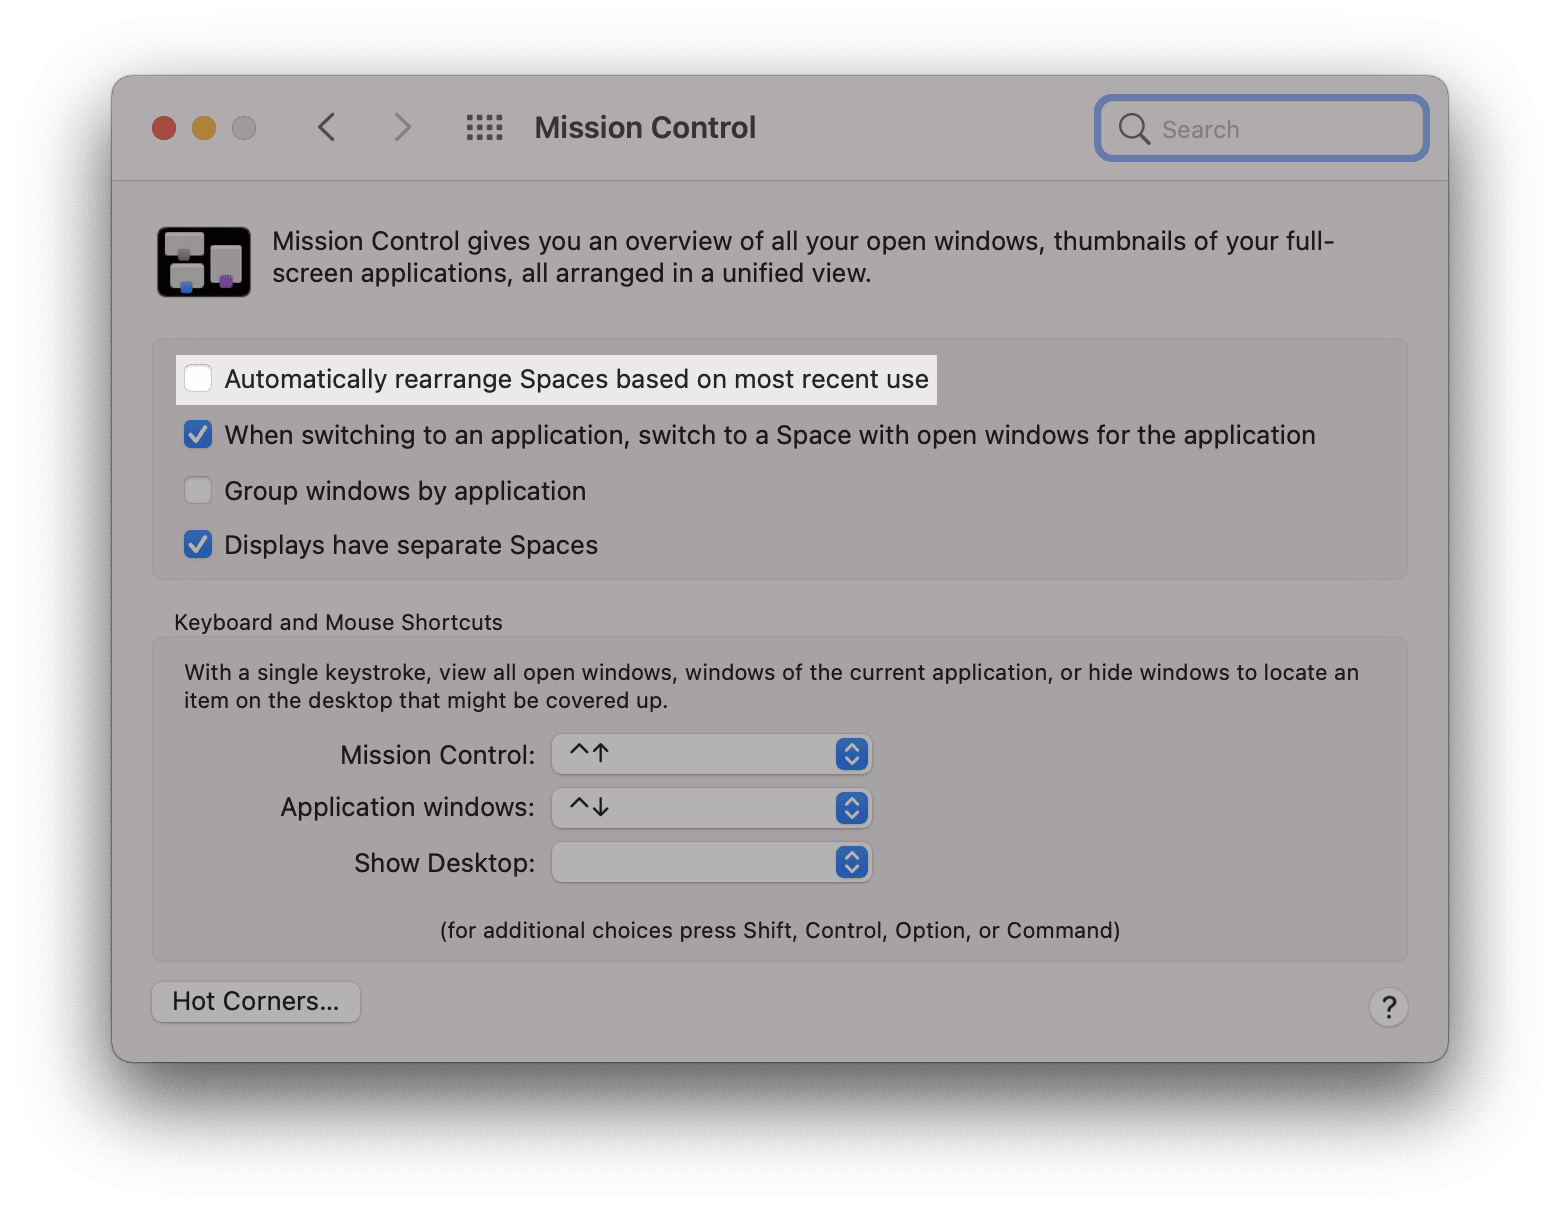 Mission Control
Search
Mission Control gives you an overview of all your open windows, thumbnails of your full-
screen applications, all arranged in a unified view.
Automatically rearrange Spaces based on most recent use
When switching to an application, switch to a Space with open windows for the application
Group windows by application
Displays have separate Spaces
Keyboard and Mouse Shortcuts
With a single keystroke, view all open windows, windows of the current application, or hide windows to locate an
item on the desktop that might be covered up.
Mission Control: ^↑
Application windows: ^↓
Show Desktop:
(for additional choices press Shift, Control, Option, or Command)
Hot Corners...
?